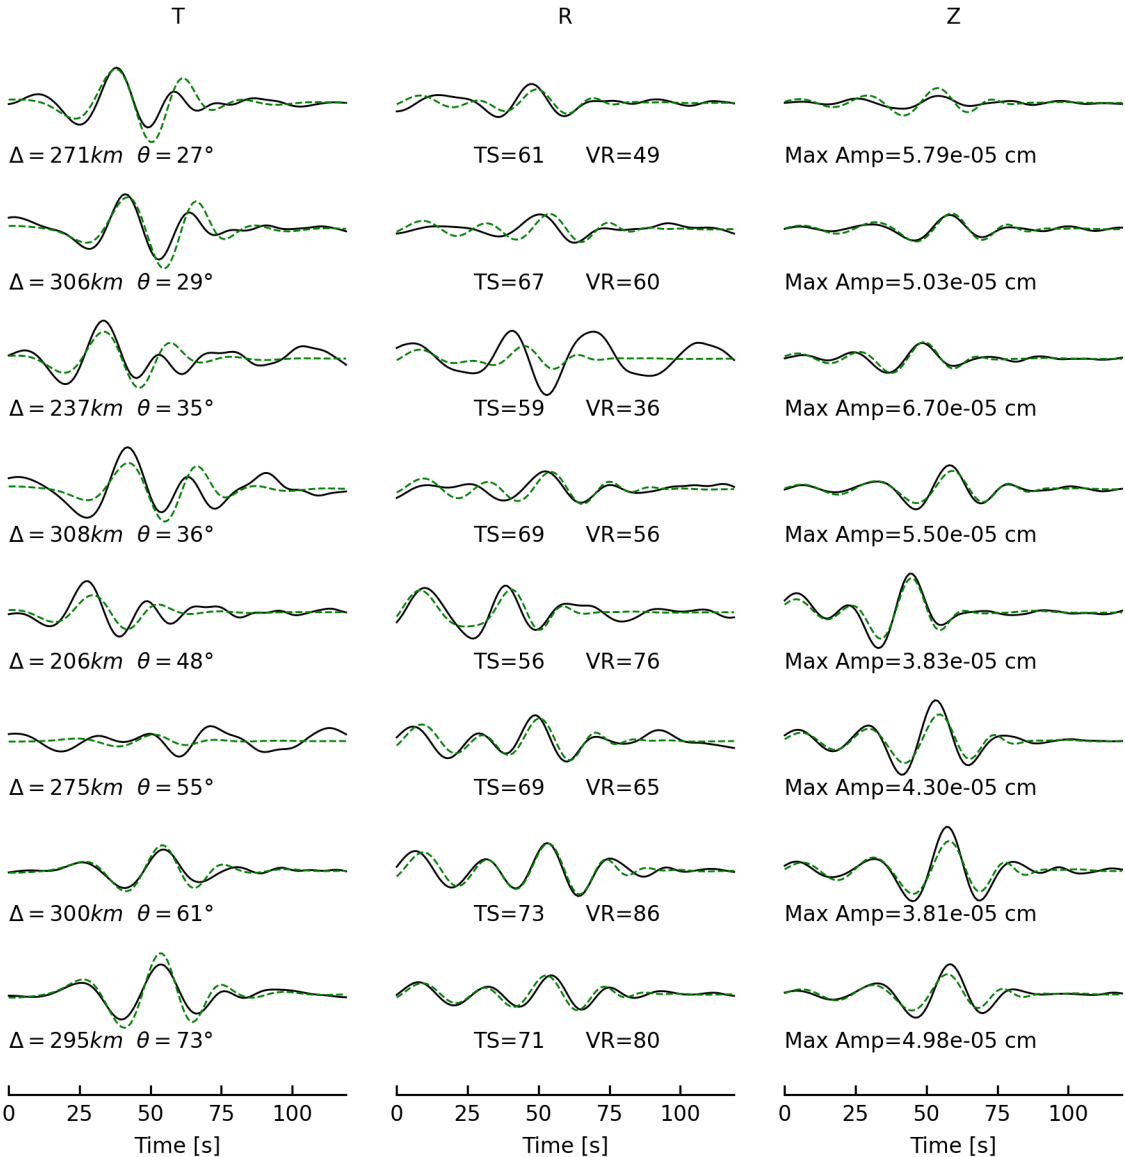 T R Z
Δ = 271km θ = 27° TS=61 VR=49 Max Amp=5.79e-05 cm
Δ = 306km θ = 29° TS=67 VR=60 Max Amp=5.03e-05 cm
Δ = 237km θ = 35° TS=59 VR=36 Max Amp=6.70e-05 cm
Δ = 308km θ = 36° TS=69 VR=56 Max Amp=5.50e-05 cm
Δ = 206km θ = 48° TS=56 VR=76 Max Amp=3.83e-05 cm
Δ = 275km θ = 55° TS=69 VR=65 Max Amp=4.30e-05 cm
Δ = 300km θ = 61° TS=73 VR=86 Max Amp=3.81e-05 cm
Δ = 295km θ = 73° TS=71 VR=80 Max Amp=4.98e-05 cm
0 25 50 75 100 0 25 50 75 100 0 25 50 75 100
Time [s] Time [s] Time [s]